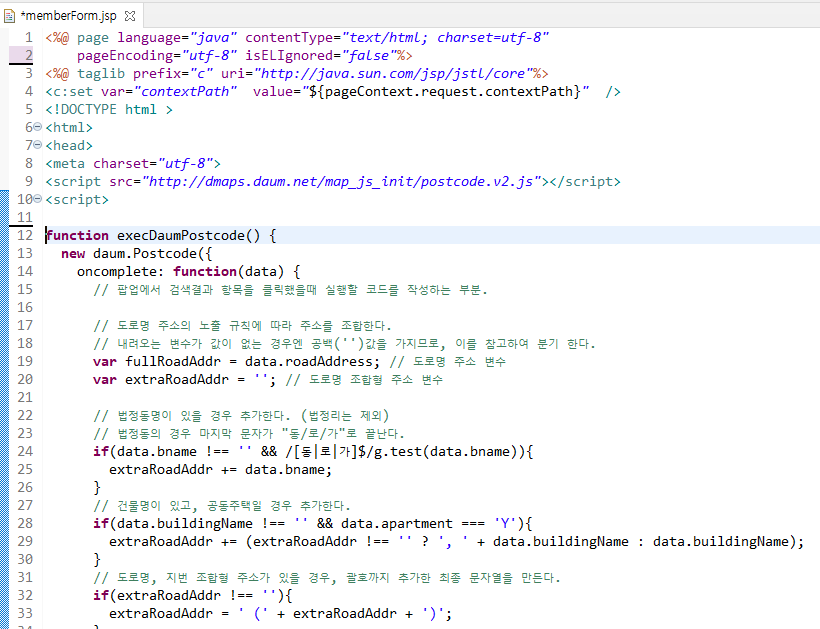 *memberForm.jsp
1 <%@ page language="java" contentType="text/html; charset=utf-8"
2     pageEncoding="utf-8" isELIgnored="false"%>
3 <%@ taglib prefix="c" uri="http://java.sun.com/jsp/jstl/core"%>
4 <c:set var="contextPath"  value="${pageContext.request.contextPath}"  />
5 <!DOCTYPE html >
6 <html>
7 <head>
8 <meta charset="utf-8">
9 <script src="http://dmaps.daum.net/map_js_init/postcode.v2.js"></script>
10 <script>
11
12 function execDaumPostcode() {
13   new daum.Postcode({
14     oncomplete: function(data) {
15       // 팝업에서 검색결과 항목을 클릭했을때 실행할 코드를 작성하는 부분.
16
17       // 도로명 주소의 노출 규칙에 따라 주소를 조합한다.
18       // 내려오는 변수가 값이 없는 경우엔 공백('')값을 가지므로, 이를 참고하여 분기 한다.
19       var fullRoadAddr = data.roadAddress; // 도로명 주소 변수
20       var extraRoadAddr = ''; // 도로명 조합형 주소 변수
21
22       // 법정동명이 있을 경우 추가한다. (법정리는 제외)
23       // 법정동의 경우 마지막 문자가 "동/로/가"로 끝난다.
24       if(data.bname !== '' && /[동|로|가]$/g.test(data.bname)){
25         extraRoadAddr += data.bname;
26       }
27       // 건물명이 있고, 공동주택일 경우 추가한다.
28       if(data.buildingName !== '' && data.apartment === 'Y'){
29         extraRoadAddr += (extraRoadAddr !== '' ? ', ' + data.buildingName : data.buildingName);
30       }
31       // 도로명, 지번 조합형 주소가 있을 경우, 괄호까지 추가한 최종 문자열을 만든다.
32       if(extraRoadAddr !== ''){
33         extraRoadAddr = ' (' + extraRoadAddr + ')';